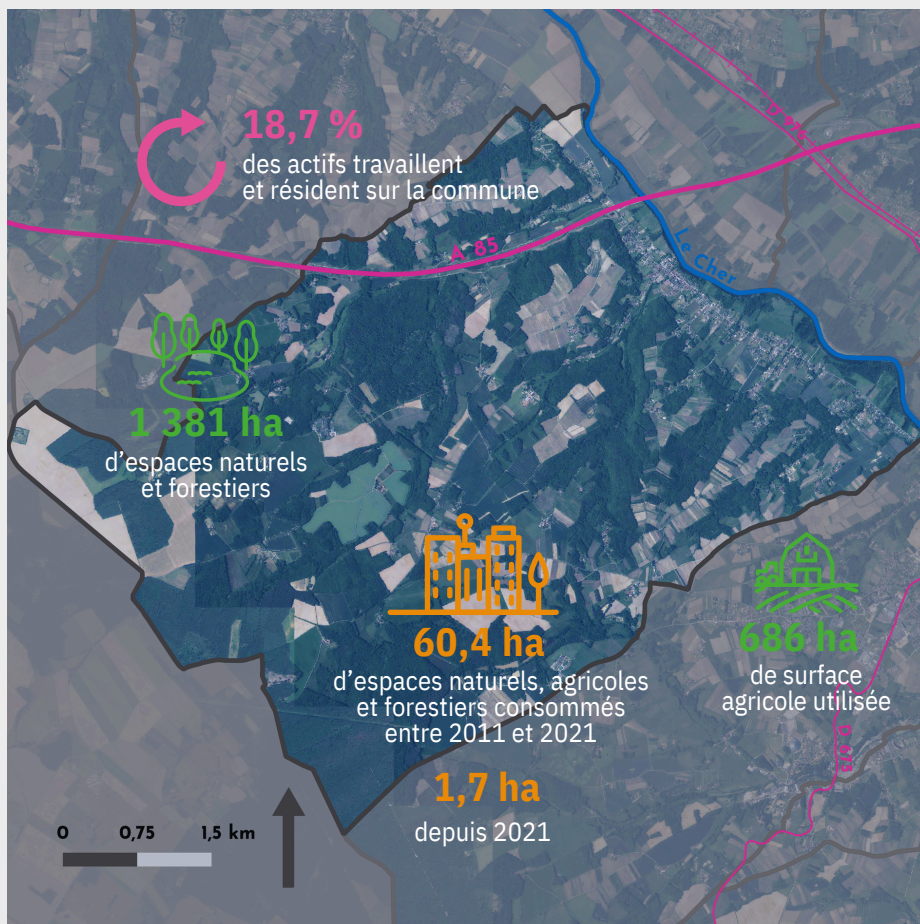 18,7 %
des actifs travaillent
et résident sur la commune
D 976
A 85
Le Cher
1 381 ha
d’espaces naturels
et forestiers
60,4 ha
d’espaces naturels, agricoles
et forestiers consommés
entre 2011 et 2021
1,7 ha
depuis 2021
686 ha
de surface
agricole utilisée
D 675
0 0,75 1,5 km